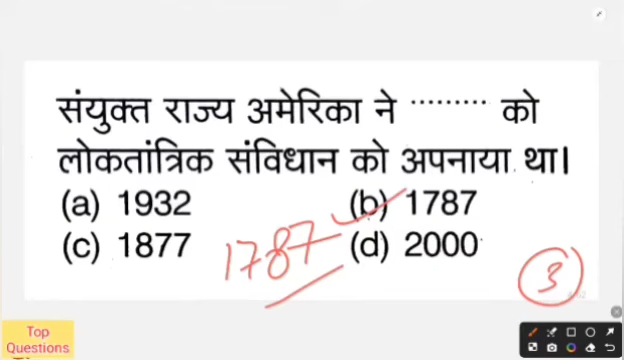 संयुक्त राज्य अमेरिका ने ········· को
लोकतांत्रिक संविधान को अपनाया था।
(a) 1932 (b) 1787
(c) 1877 1787 (d) 2000
3
Top
Questions